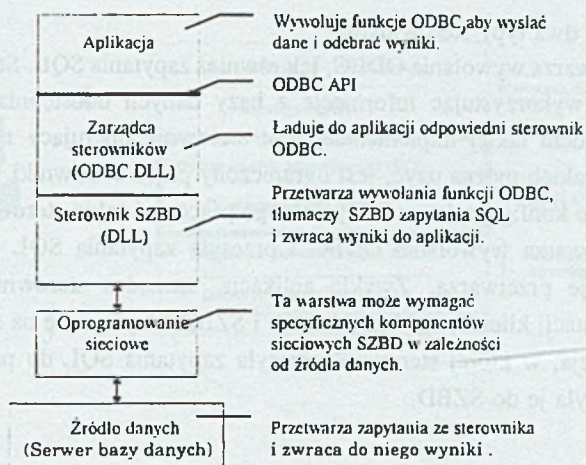 Aplikacja
Wywołuje funkcje ODBC,aby wysłać
dane i odebrać wyniki.
ODBC API
Zarządca
sterowników
(ODBC DLL)
Ładuje do aplikacji odpowiedni sterownik
ODBC.
Sterownik SZBD
(DLL)
Przetwarza wywołania funkcji ODBC,
tłumaczy SZBD zapytania SQL
i zwraca wyniki do aplikacji.
Oprogramowanie
sieciowe
Ta warstwa może wymagać
specyficznych komponentów
sieciowych SZBD w zależności
od źródła danych.
Źródło danych
(Serwer bazy danych)
Przetwarza zapytania ze sterownika
i zwraca do niego wyniki .